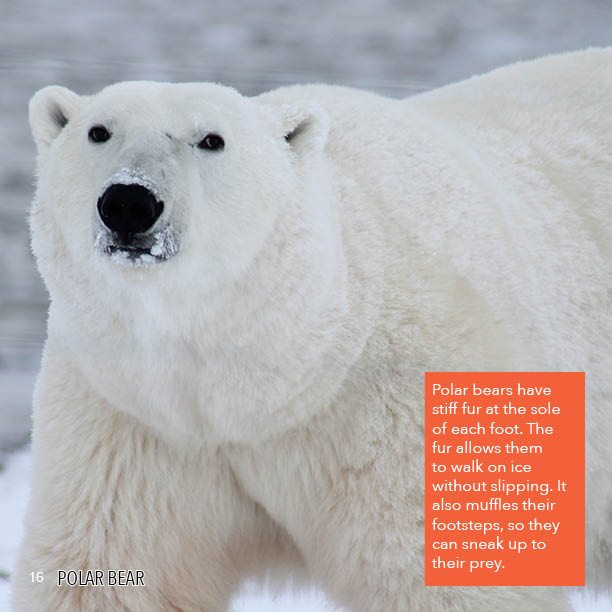 Polar bears have
stiff fur at the sole
of each foot. The
fur allows them
to walk on ice
without slipping. It
also muffles their
footsteps, so they
can sneak up to
their prey.
16 POLAR BEAR